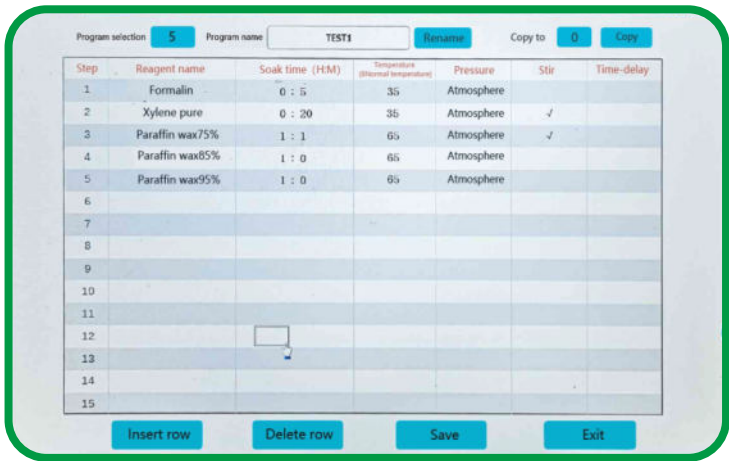 Program selection 5 Program name TEST1 Rename Copy to 0 Copy
Step Reagent name Soak time (H:M) Temperature (0Normal temperature) Pressure Stir Time-delay
1 Formalin 0 : 5 35 Atmosphere
2 Xylene pure 0 : 20 35 Atmosphere √
3 Paraffin wax75% 1 : 1 65 Atmosphere √
4 Paraffin wax85% 1 : 0 65 Atmosphere
5 Paraffin wax95% 1 : 0 65 Atmosphere
6
7
8
9
10
11
12
13
14
15
Insert row Delete row Save Exit